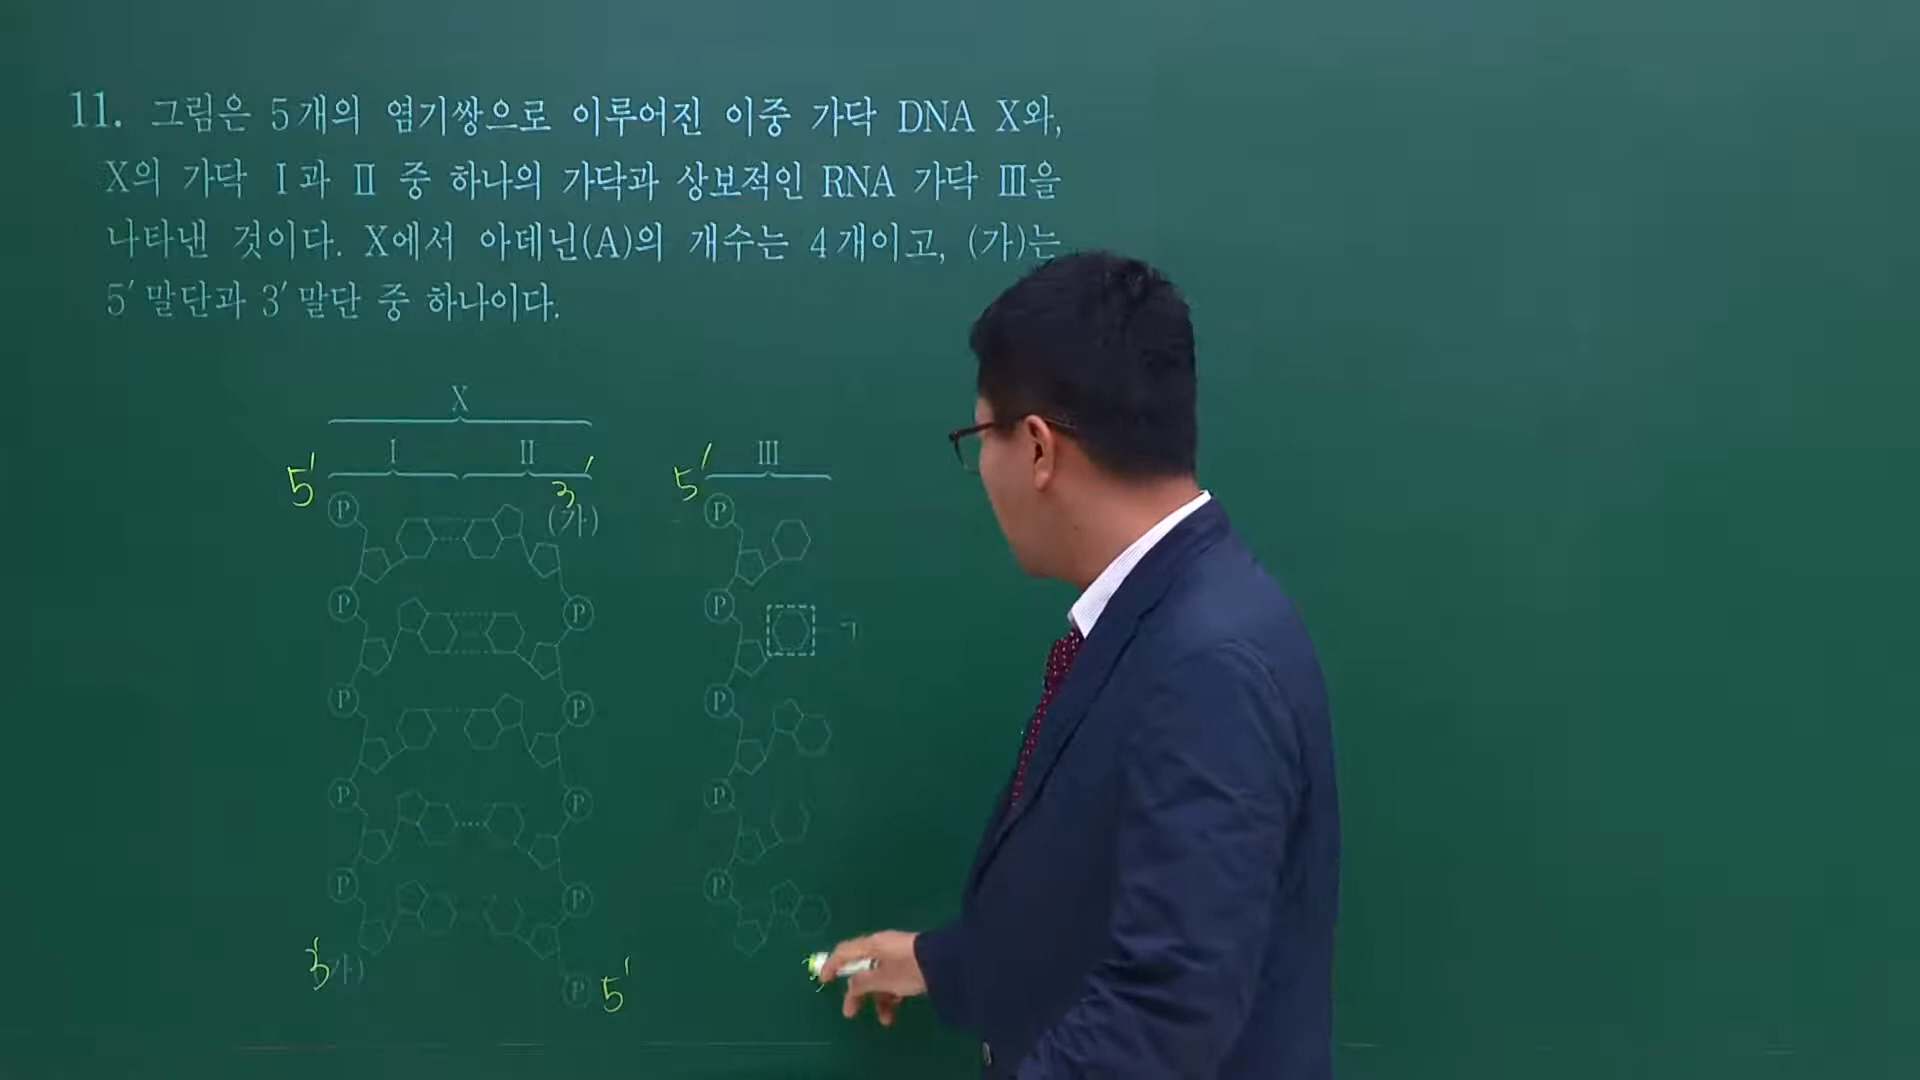 11. 그림은 5개의 염기쌍으로 이루어진 이중 가닥 DNA X와,
X의 가닥 Ⅰ과 Ⅱ 중 하나의 가닥과 상보적인 RNA 가닥 Ⅲ을
나타낸 것이다. X에서 아데닌(A)의 개수는 4개이고, (가)는
5′말단과 3′말단 중 하나이다.
X
Ⅰ Ⅱ Ⅲ
5′ 3′ 5′
P (가) P
P P P ㄱ
P P P
P P P
P P P
3′ 가)
P 5′